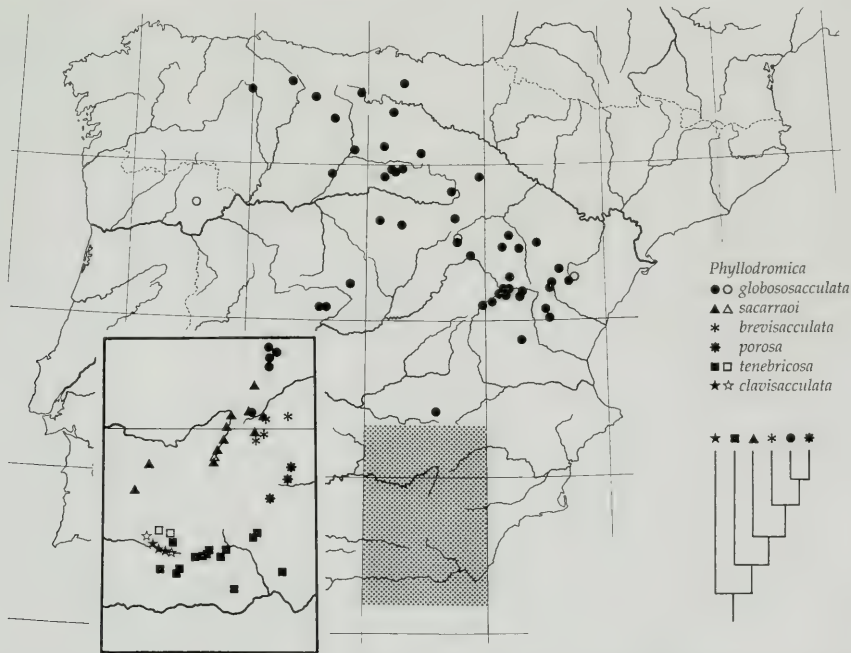 Phyllodromica
globososacculata
sacarraoi
brevisacculata
porosa
tenebricosa
clavisacculata